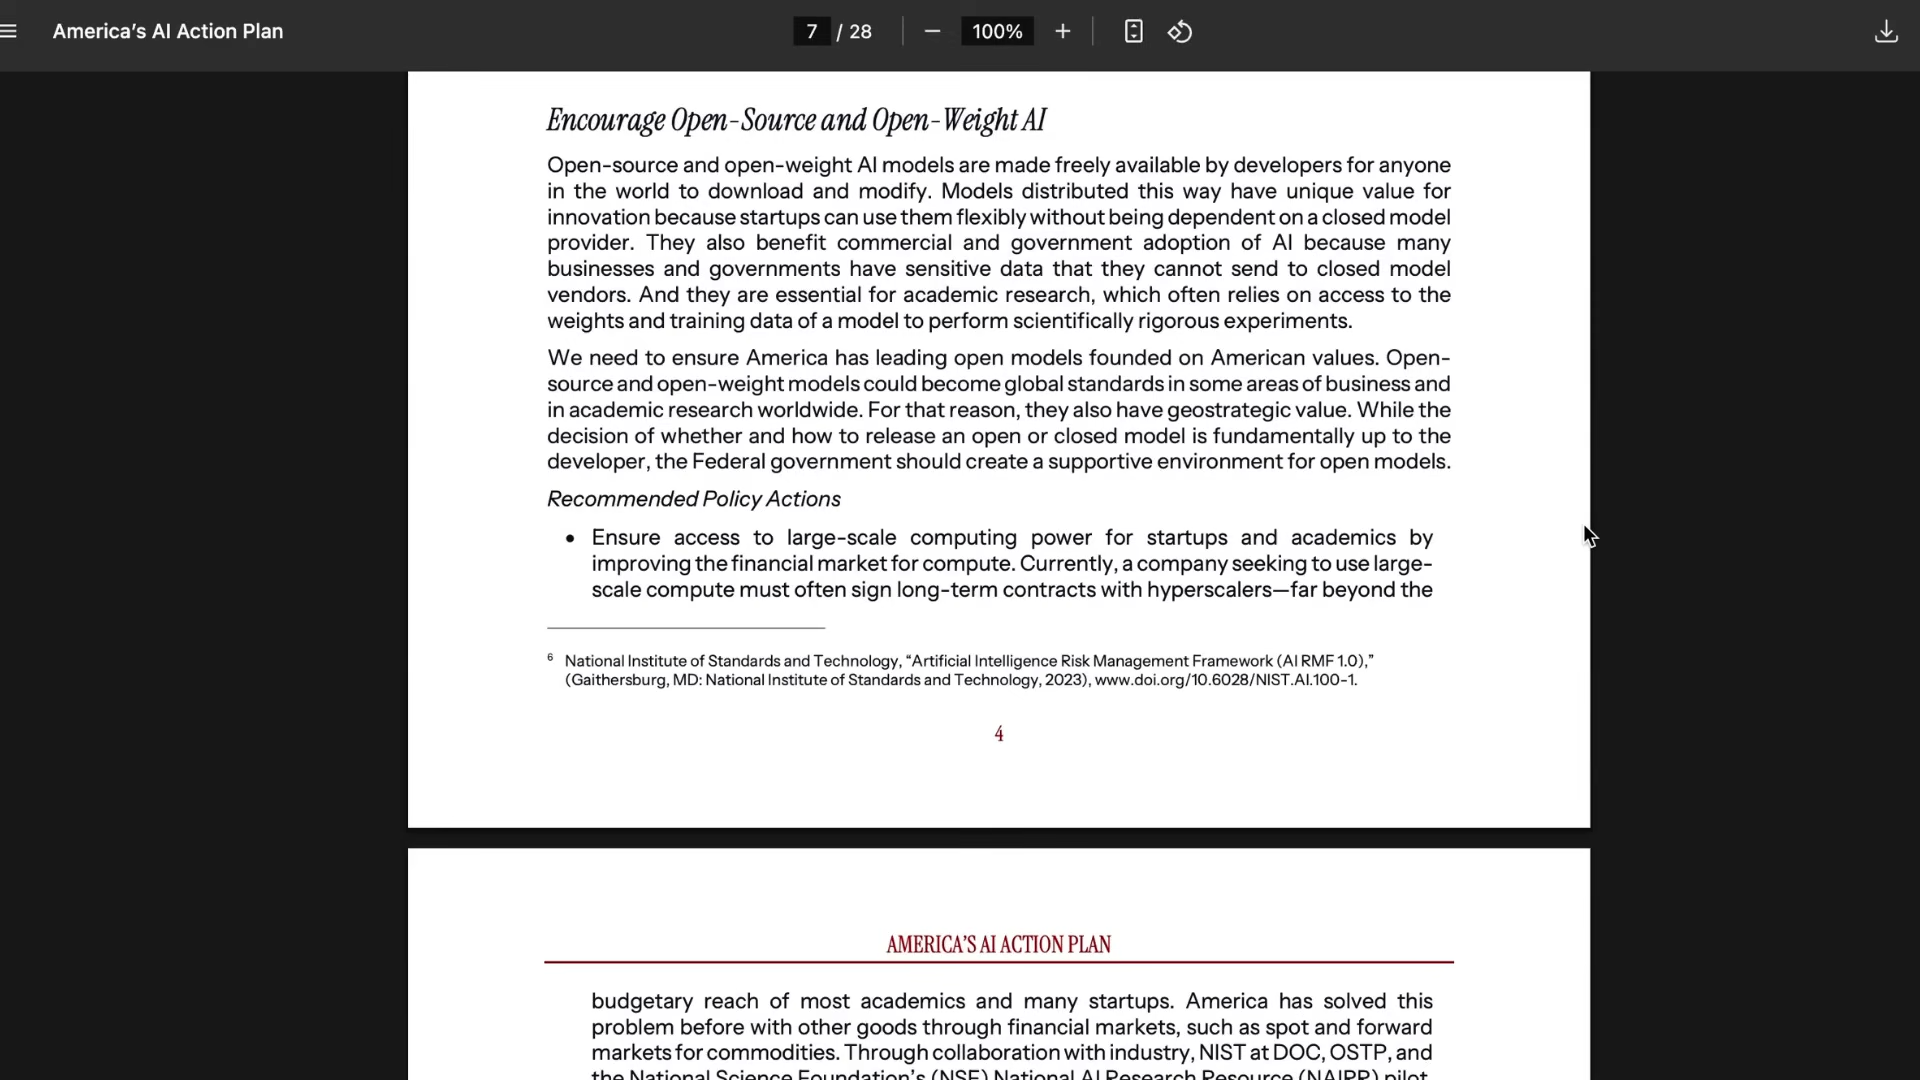 America's AI Action Plan
7 / 28
100%
Encourage Open-Source and Open-Weight AI
Open-source and open-weight AI models are made freely available by developers for anyone
in the world to download and modify. Models distributed this way have unique value for
innovation because startups can use them flexibly without being dependent on a closed model
provider. They also benefit commercial and government adoption of AI because many
businesses and governments have sensitive data that they cannot send to closed model
vendors. And they are essential for academic research, which often relies on access to the
weights and training data of a model to perform scientifically rigorous experiments.
We need to ensure America has leading open models founded on American values. Open-
source and open-weight models could become global standards in some areas of business and
in academic research worldwide. For that reason, they also have geostrategic value. While the
decision of whether and how to release an open or closed model is fundamentally up to the
developer, the Federal government should create a supportive environment for open models.
Recommended Policy Actions
• Ensure access to large-scale computing power for startups and academics by
improving the financial market for compute. Currently, a company seeking to use large-
scale compute must often sign long-term contracts with hyperscalers—far beyond the
6 National Institute of Standards and Technology, “Artificial Intelligence Risk Management Framework (AI RMF 1.0),”
(Gaithersburg, MD: National Institute of Standards and Technology, 2023), www.doi.org/10.6028/NIST.AI.100-1.
4
AMERICA'S AI ACTION PLAN
budgetary reach of most academics and many startups. America has solved this
problem before with other goods through financial markets, such as spot and forward
markets for commodities. Through collaboration with industry, NIST at DOC, OSTP, and
the National Science Foundation's (NSF) National AI Research Resource (NAIRR) pilot,